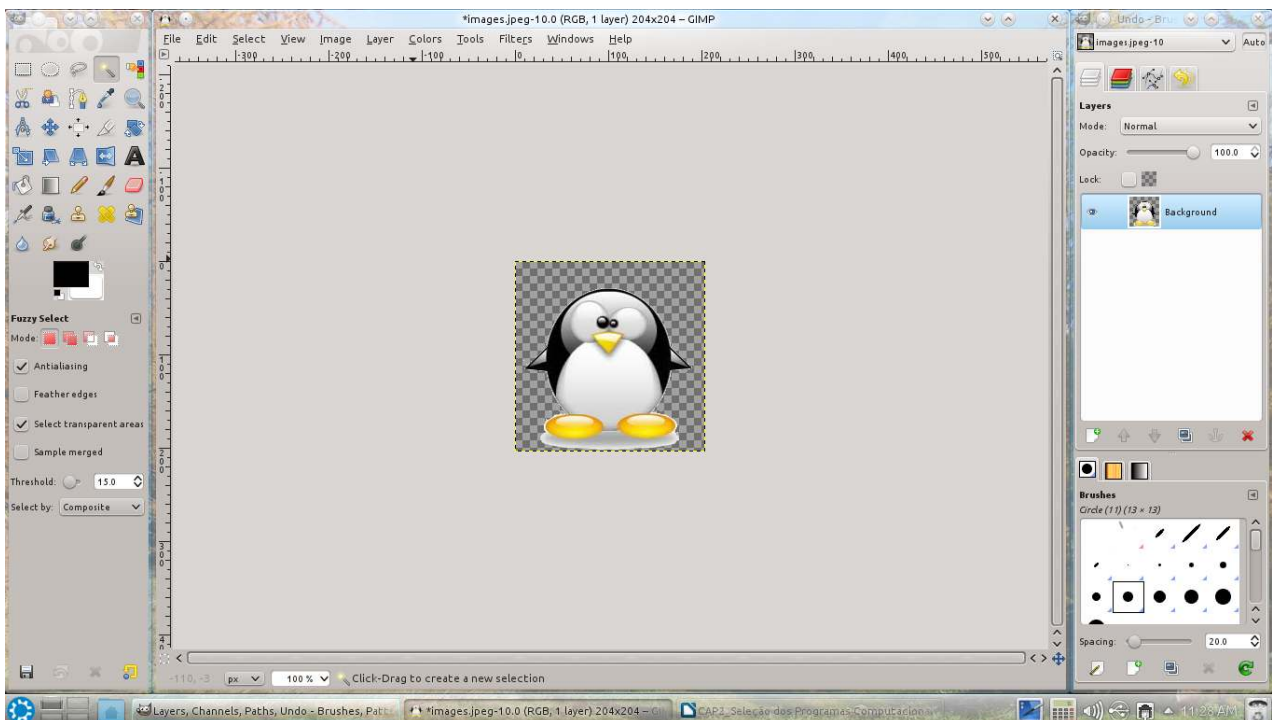 *images.jpeg-10.0 (RGB, 1 layer) 204x204 – GIMP
File Edit Select View Image Layer Colors Tools Filters Windows Help
-300 -200 -100 0 100 200 300 400 500
Fuzzy Select
Mode:
Antialiasing
Feather edges
Select transparent areas
Sample merged
Threshold: 15.0
Select by: Composite
-110, -3 px 100 % Click-Drag to create a new selection
Undo - Bru
images.jpeg-10 Auto
Layers
Mode: Normal
Opacity: 100.0
Lock:
Background
Brushes
Circle (11) (13 × 13)
Spacing: 20.0
Layers, Channels, Paths, Undo - Brushes, Patt
*images.jpeg-10.0 (RGB, 1 layer) 204x204 –
CAP2_Seleção dos Programas Computacion
11:28 AM